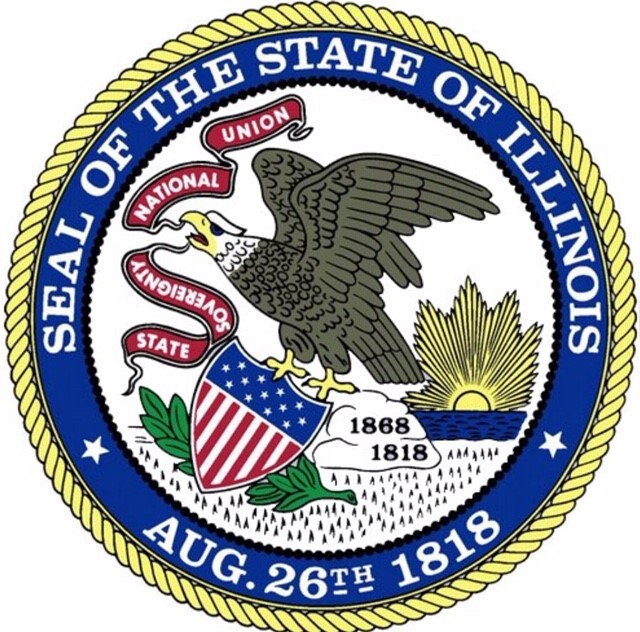 SEAL OF THE STATE OF ILLINOIS
UNION
NATIONAL
SOVEREIGNTY
STATE
1868
1818
AUG. 26TH 1818